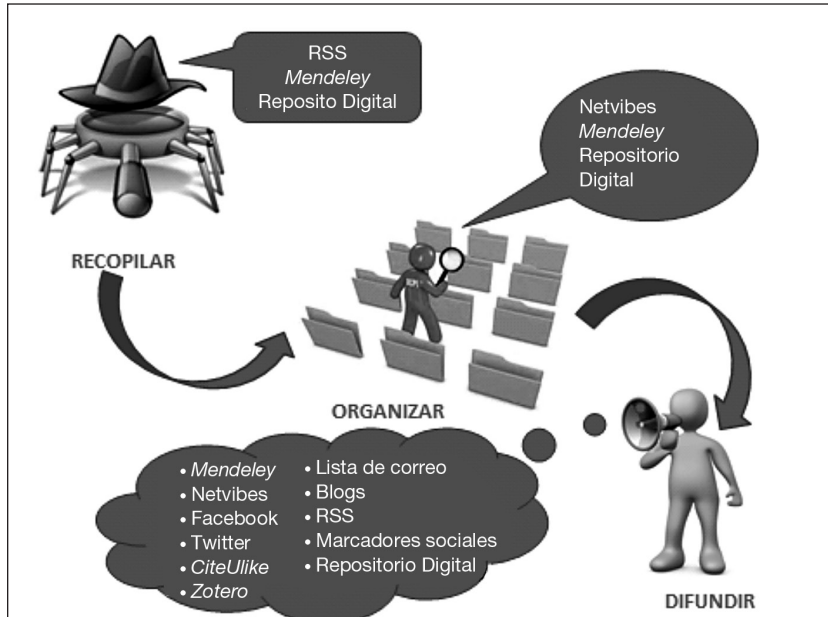 RSS
Mendeley
Reposito Digital
Netvibes
Mendeley
Repositorio
Digital
RECOPILAR
ORGANIZAR
• Mendeley
• Netvibes
• Facebook
• Twitter
• CiteUlike
• Zotero
• Lista de correo
• Blogs
• RSS
• Marcadores sociales
• Repositorio Digital
DIFUNDIR